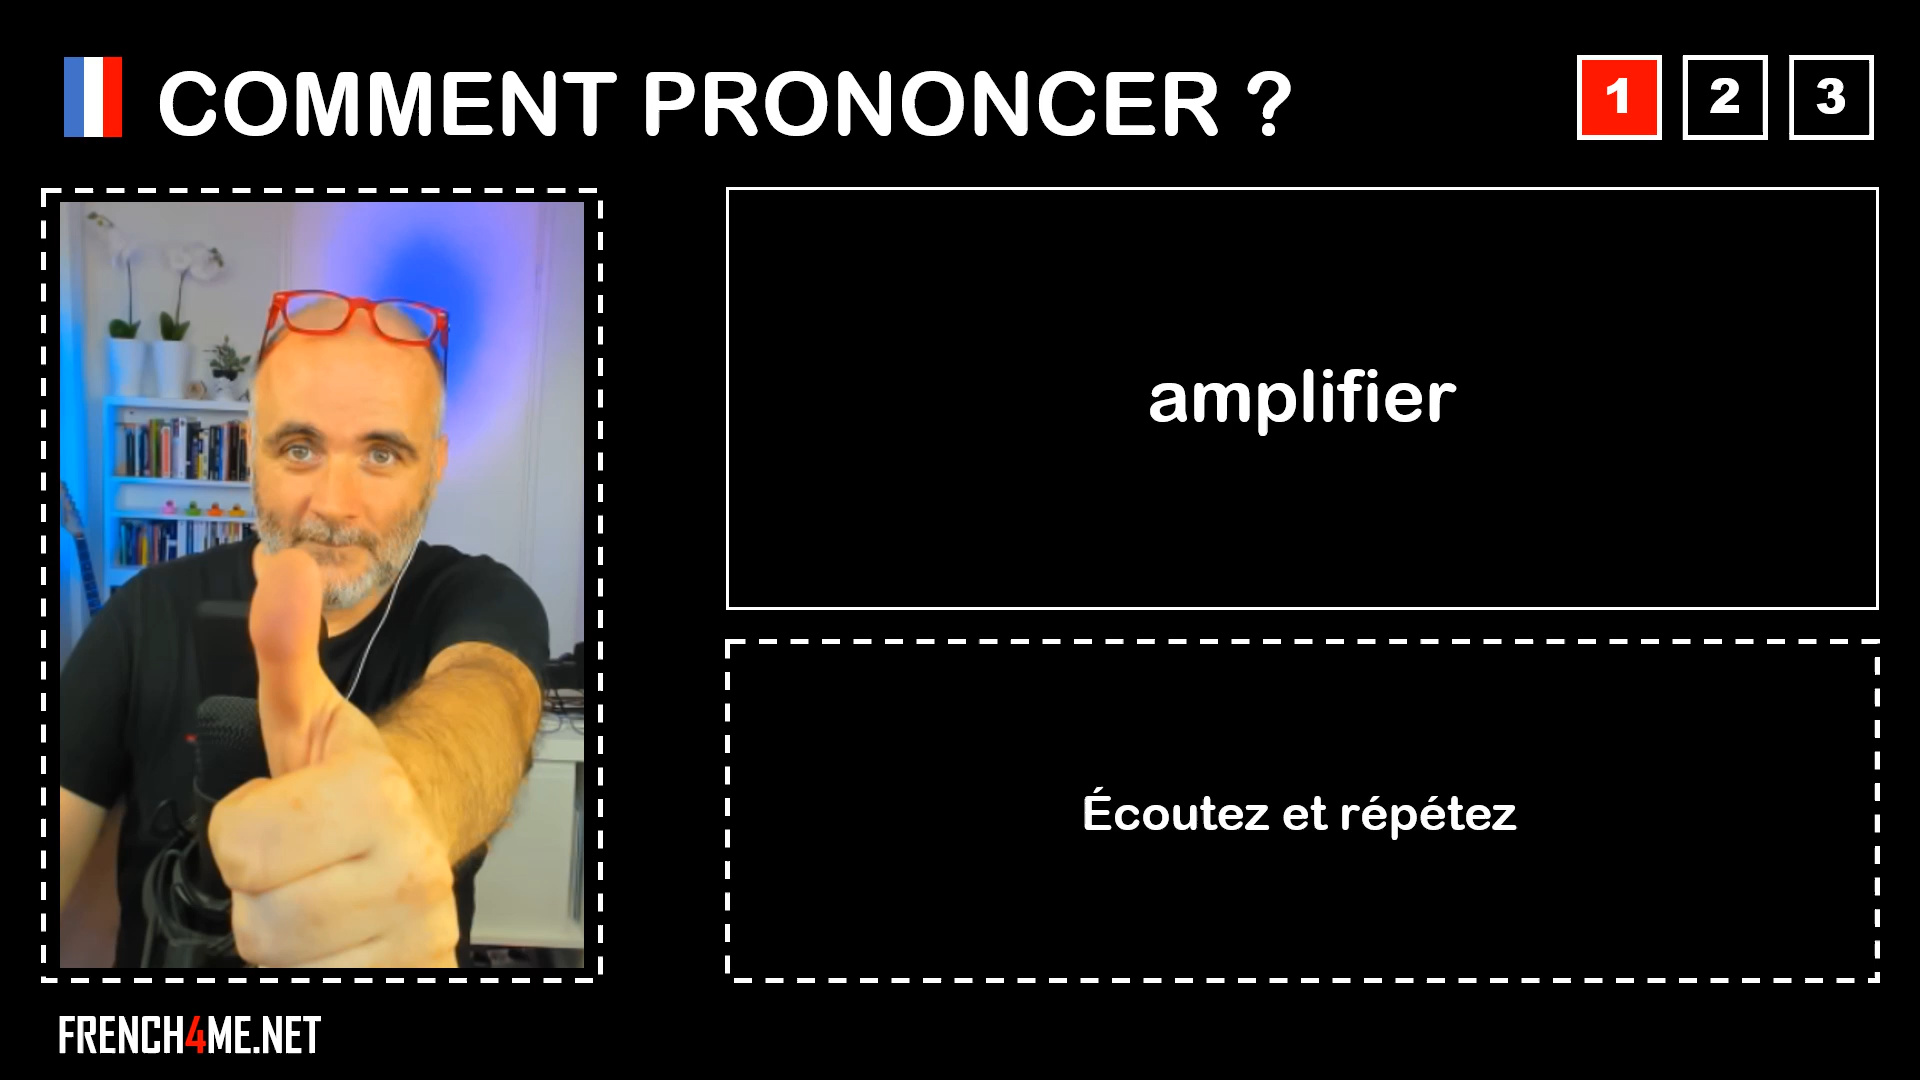 COMMENT PRONONCER ?
1 2 3
amplifier
Écoutez et répétez
FRENCH4ME.NET